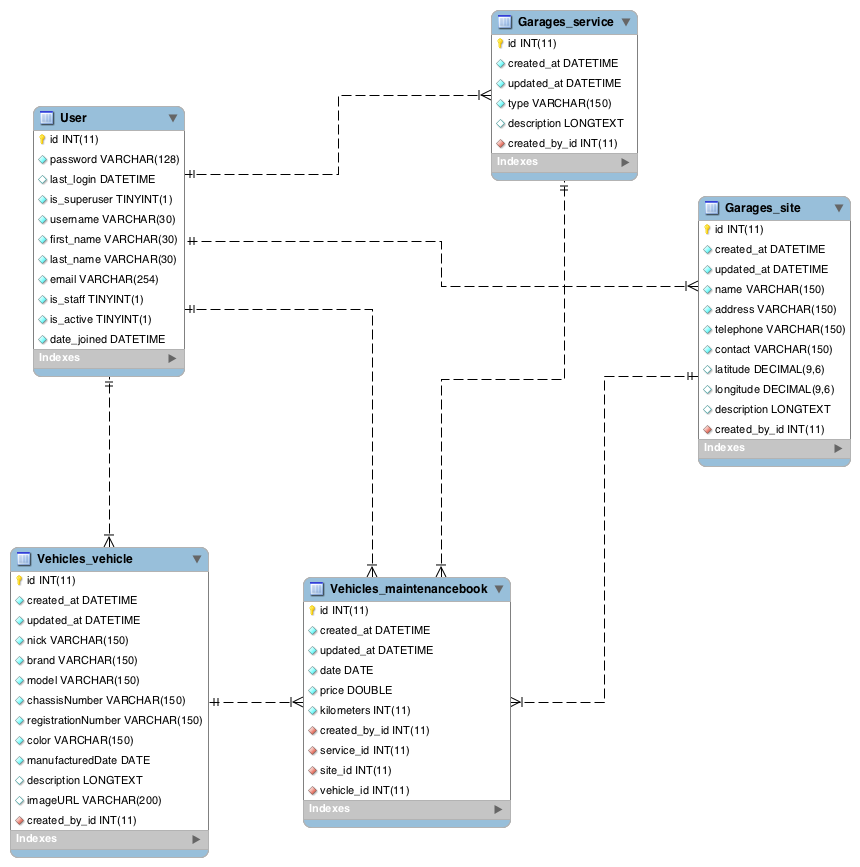 Garages_service
id INT(11)
created_at DATETIME
updated_at DATETIME
type VARCHAR(150)
description LONGTEXT
created_by_id INT(11)
Indexes
User
id INT(11)
password VARCHAR(128)
last_login DATETIME
is_superuser TINYINT(1)
username VARCHAR(30)
first_name VARCHAR(30)
last_name VARCHAR(30)
email VARCHAR(254)
is_staff TINYINT(1)
is_active TINYINT(1)
date_joined DATETIME
Indexes
Garages_site
id INT(11)
created_at DATETIME
updated_at DATETIME
name VARCHAR(150)
address VARCHAR(150)
telephone VARCHAR(150)
contact VARCHAR(150)
latitude DECIMAL(9,6)
longitude DECIMAL(9,6)
description LONGTEXT
created_by_id INT(11)
Indexes
Vehicles_vehicle
id INT(11)
created_at DATETIME
updated_at DATETIME
nick VARCHAR(150)
brand VARCHAR(150)
model VARCHAR(150)
chassisNumber VARCHAR(150)
registrationNumber VARCHAR(150)
color VARCHAR(150)
manufacturedDate DATE
description LONGTEXT
imageURL VARCHAR(200)
created_by_id INT(11)
Indexes
Vehicles_maintenancebook
id INT(11)
created_at DATETIME
updated_at DATETIME
date DATE
price DOUBLE
kilometers INT(11)
created_by_id INT(11)
service_id INT(11)
site_id INT(11)
vehicle_id INT(11)
Indexes